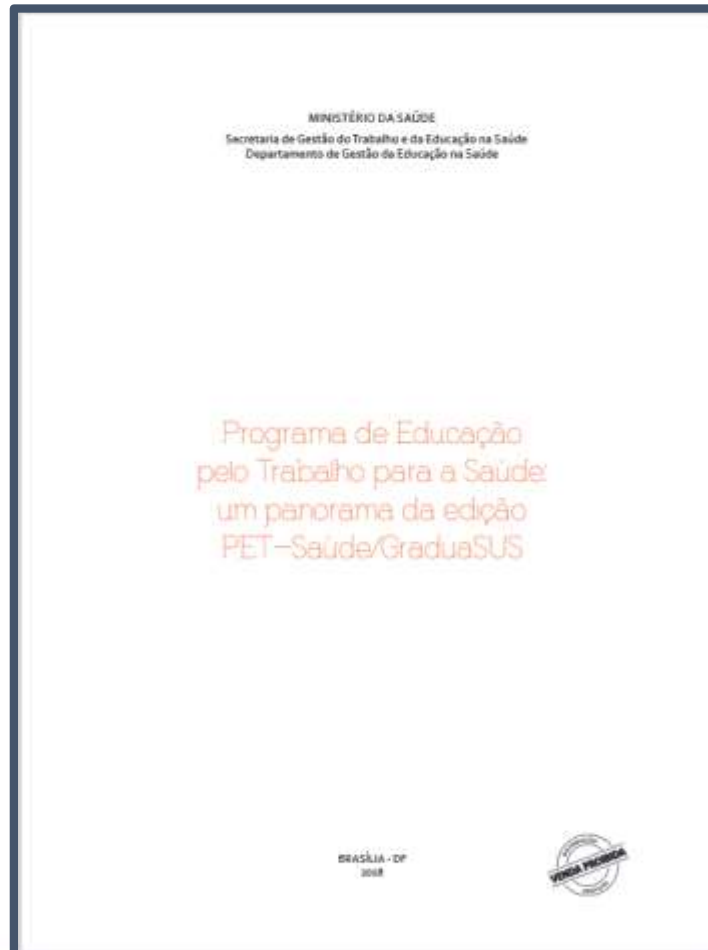 MINISTÉRIO DA SAÚDE
Secretaria de Gestão do Trabalho e da Educação na Saúde
Departamento de Gestão da Educação na Saúde
Programa de Educação
pelo Trabalho para a Saúde:
um panorama da edição
PET-Saúde/GraduaSUS
BRASÍLIA - DF
2018
VENDA PROIBIDA